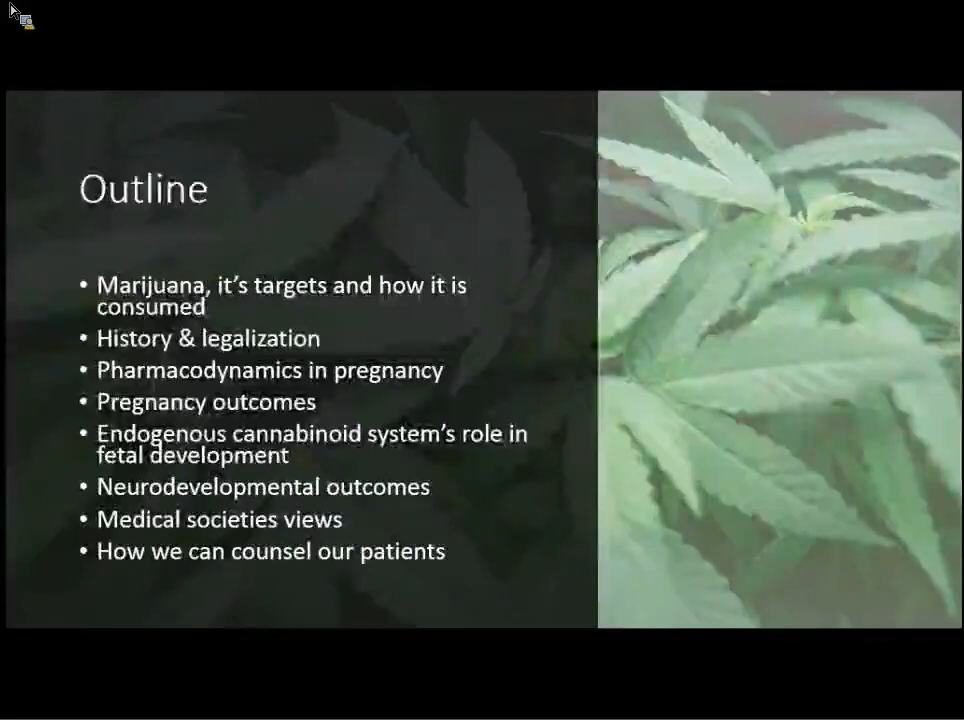 Outline
• Marijuana, it's targets and how it is
consumed
• History & legalization
• Pharmacodynamics in pregnancy
• Pregnancy outcomes
• Endogenous cannabinoid system's role in
fetal development
• Neurodevelopmental outcomes
• Medical societies views
• How we can counsel our patients